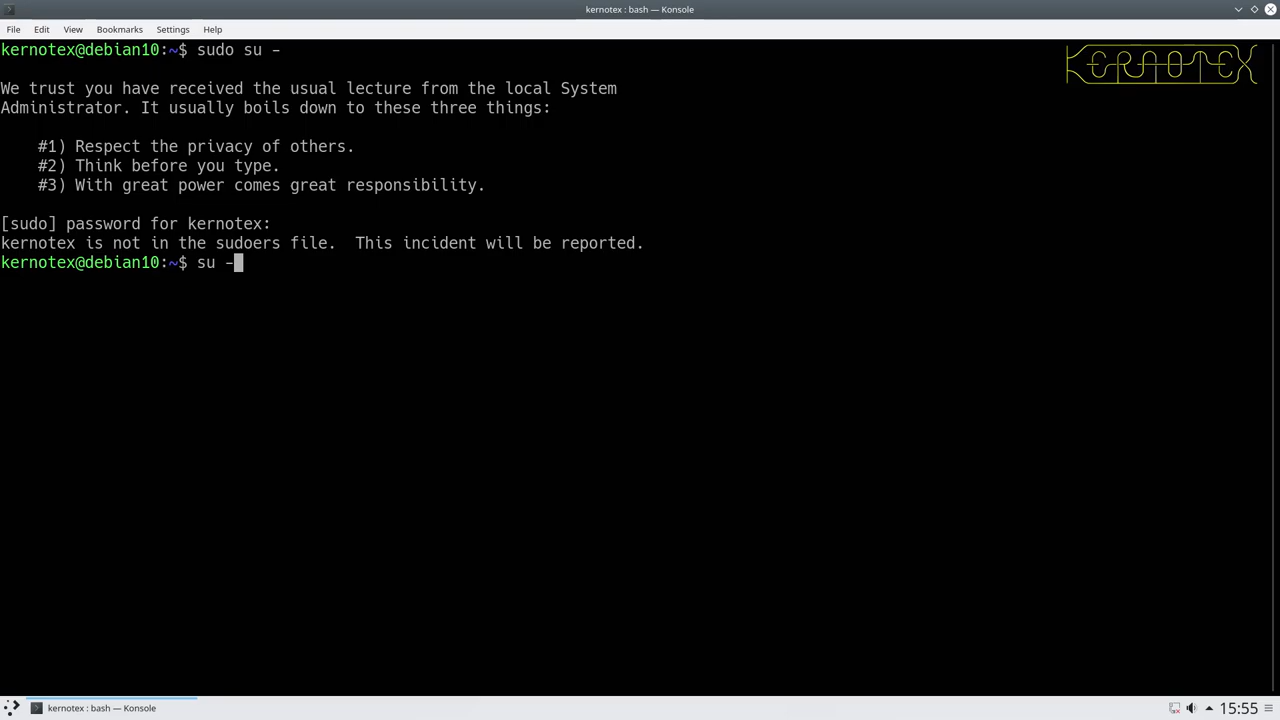 kernotex : bash — Konsole
File Edit View Bookmarks Settings Help
kernotex@debian10:~$ sudo su -
KERNOTEX
We trust you have received the usual lecture from the local System
Administrator. It usually boils down to these three things:
#1) Respect the privacy of others.
#2) Think before you type.
#3) With great power comes great responsibility.
[sudo] password for kernotex:
kernotex is not in the sudoers file.  This incident will be reported.
kernotex@debian10:~$ su -
kernotex : bash — Konsole
15:55